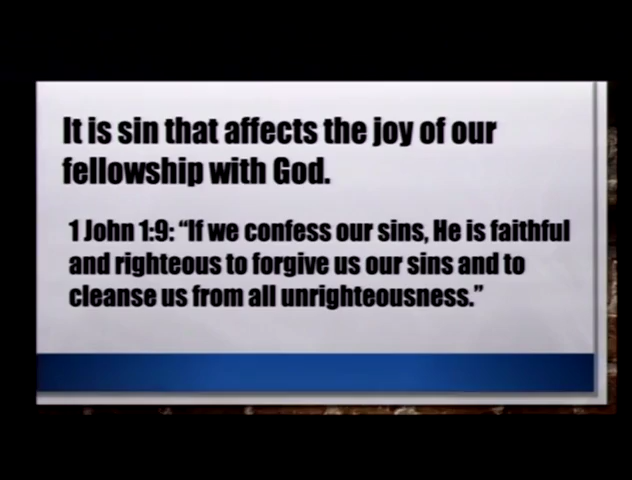 It is sin that affects the joy of our
fellowship with God.
1 John 1:9: “If we confess our sins, He is faithful
and righteous to forgive us our sins and to
cleanse us from all unrighteousness.”